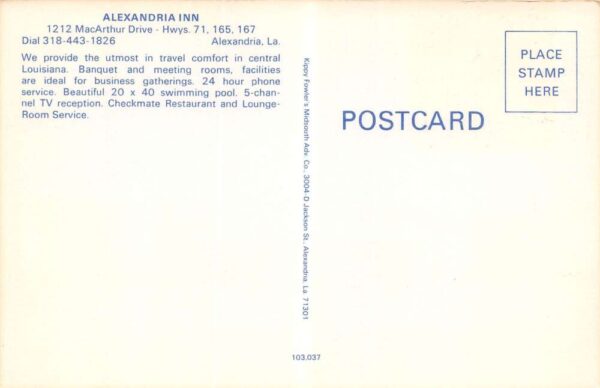 ALEXANDRIA INN
1212 MacArthur Drive - Hwys. 71, 165, 167
Dial 318-443-1826 Alexandria, La.
We provide the utmost in travel comfort in central
Louisiana. Banquet and meeting rooms, facilities
are ideal for business gatherings. 24 hour phone
service. Beautiful 20 x 40 swimming pool. 5-chan-
nel TV reception. Checkmate Restaurant and Lounge-
Room Service.
Kippy Fowler's Midsouth Adv. Co., 3004-D Jackson St., Alexandria, La. 71301
103,037
POSTCARD
PLACE
STAMP
HERE